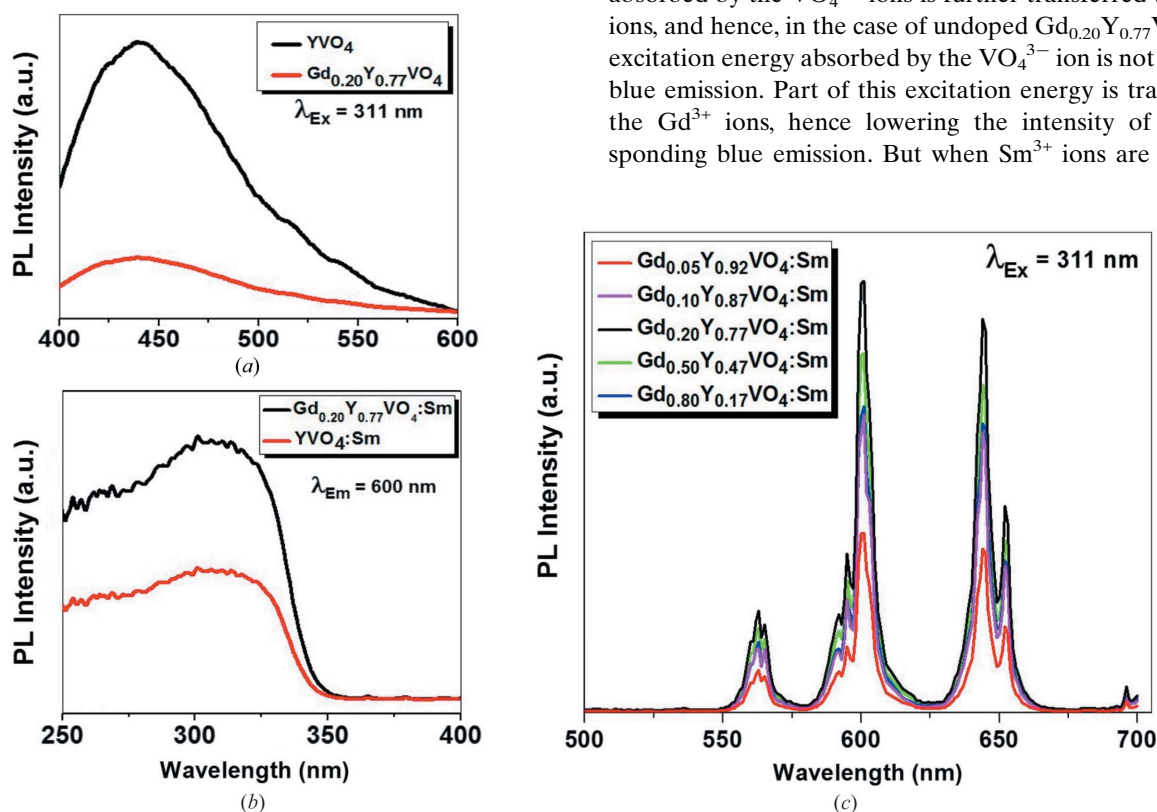 PL Intensity (a.u.)
YVO₄
Gd₀.₂₀Y₀.₇₇VO₄
λEx = 311 nm
400 450 500 550 600
(a)
PL Intensity (a.u.)
Gd₀.₂₀Y₀.₇₇VO₄:Sm
YVO₄:Sm
λEm = 600 nm
250 300 350 400
Wavelength (nm)
(b)
absorbed by the VO₄³⁻ ions is further transferred
ions, and hence, in the case of undoped Gd₀.₂₀Y₀.₇₇V
excitation energy absorbed by the VO₄³⁻ ion is not
blue emission. Part of this excitation energy is tra
the Gd³⁺ ions, hence lowering the intensity of
sponding blue emission. But when Sm³⁺ ions are
PL Intensity (a.u.)
Gd₀.₀₅Y₀.₉₂VO₄:Sm
Gd₀.₁₀Y₀.₈₇VO₄:Sm
Gd₀.₂₀Y₀.₇₇VO₄:Sm
Gd₀.₅₀Y₀.₄₇VO₄:Sm
Gd₀.₈₀Y₀.₁₇VO₄:Sm
λEx = 311 nm
500 550 600 650 700
Wavelength (nm)
(c)